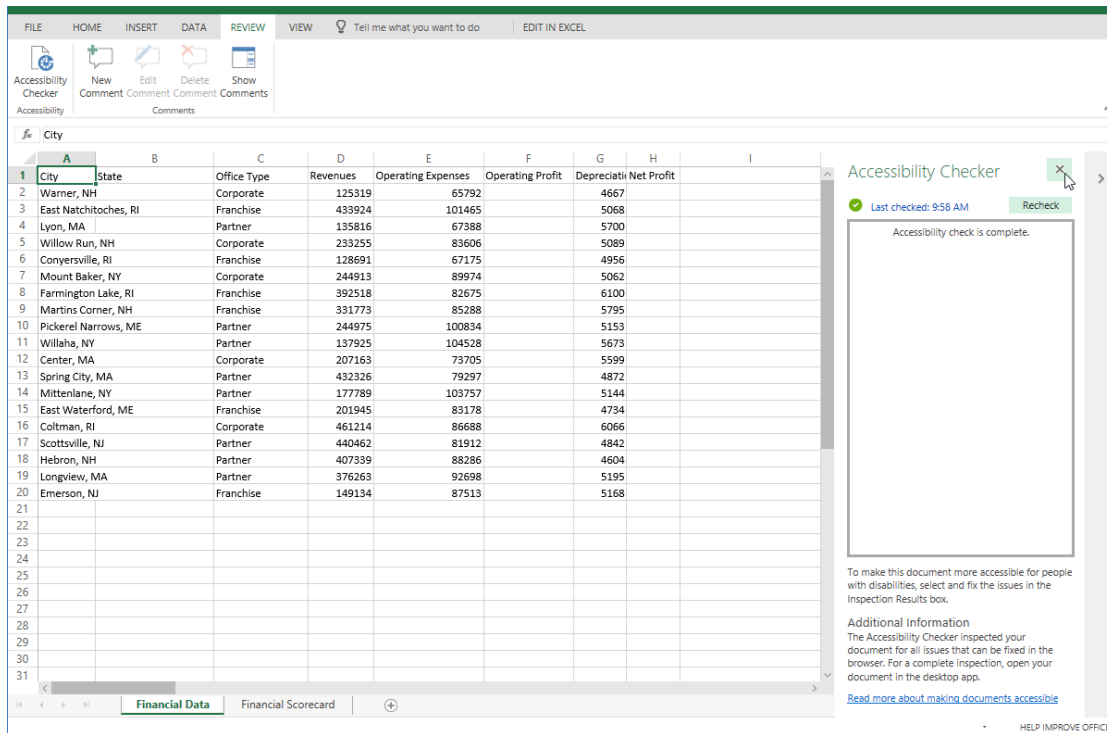 FILE HOME INSERT DATA REVIEW VIEW Tell me what you want to do EDIT IN EXCEL
Accessibility Checker New Comment Edit Comment Delete Comment Show Comments
Accessibility Comments
fx City
A B C D E F G H I
1 City State Office Type Revenues Operating Expenses Operating Profit Depreciati Net Profit
2 Warner, NH Corporate 125319 65792 4667
3 East Natchitoches, RI Franchise 433924 101465 5068
4 Lyon, MA Partner 135816 67388 5700
5 Willow Run, NH Corporate 233255 83606 5089
6 Conyersville, RI Franchise 128691 67175 4956
7 Mount Baker, NY Corporate 244913 89974 5062
8 Farmington Lake, RI Franchise 392518 82675 6100
9 Martins Corner, NH Franchise 331773 85288 5795
10 Pickerel Narrows, ME Partner 244975 100834 5153
11 Willaha, NY Partner 137925 104528 5673
12 Center, MA Corporate 207163 73705 5599
13 Spring City, MA Partner 432326 79297 4872
14 Mittenlane, NY Partner 177789 103757 5144
15 East Waterford, ME Franchise 201945 83178 4734
16 Coltman, RI Corporate 461214 86688 6066
17 Scottsville, NJ Partner 440462 81912 4842
18 Hebron, NH Partner 407339 88286 4604
19 Longview, MA Partner 376263 92698 5195
20 Emerson, NJ Franchise 149134 87513 5168
21
22
23
24
25
26
27
28
29
30
31
Financial Data Financial Scorecard
Accessibility Checker
Last checked: 9:58 AM Recheck
Accessibility check is complete.
To make this document more accessible for people
with disabilities, select and fix the issues in the
Inspection Results box.
Additional Information
The Accessibility Checker inspected your
document for all issues that can be fixed in the
browser. For a complete inspection, open your
document in the desktop app.
Read more about making documents accessible
HELP IMPROVE OFFIC